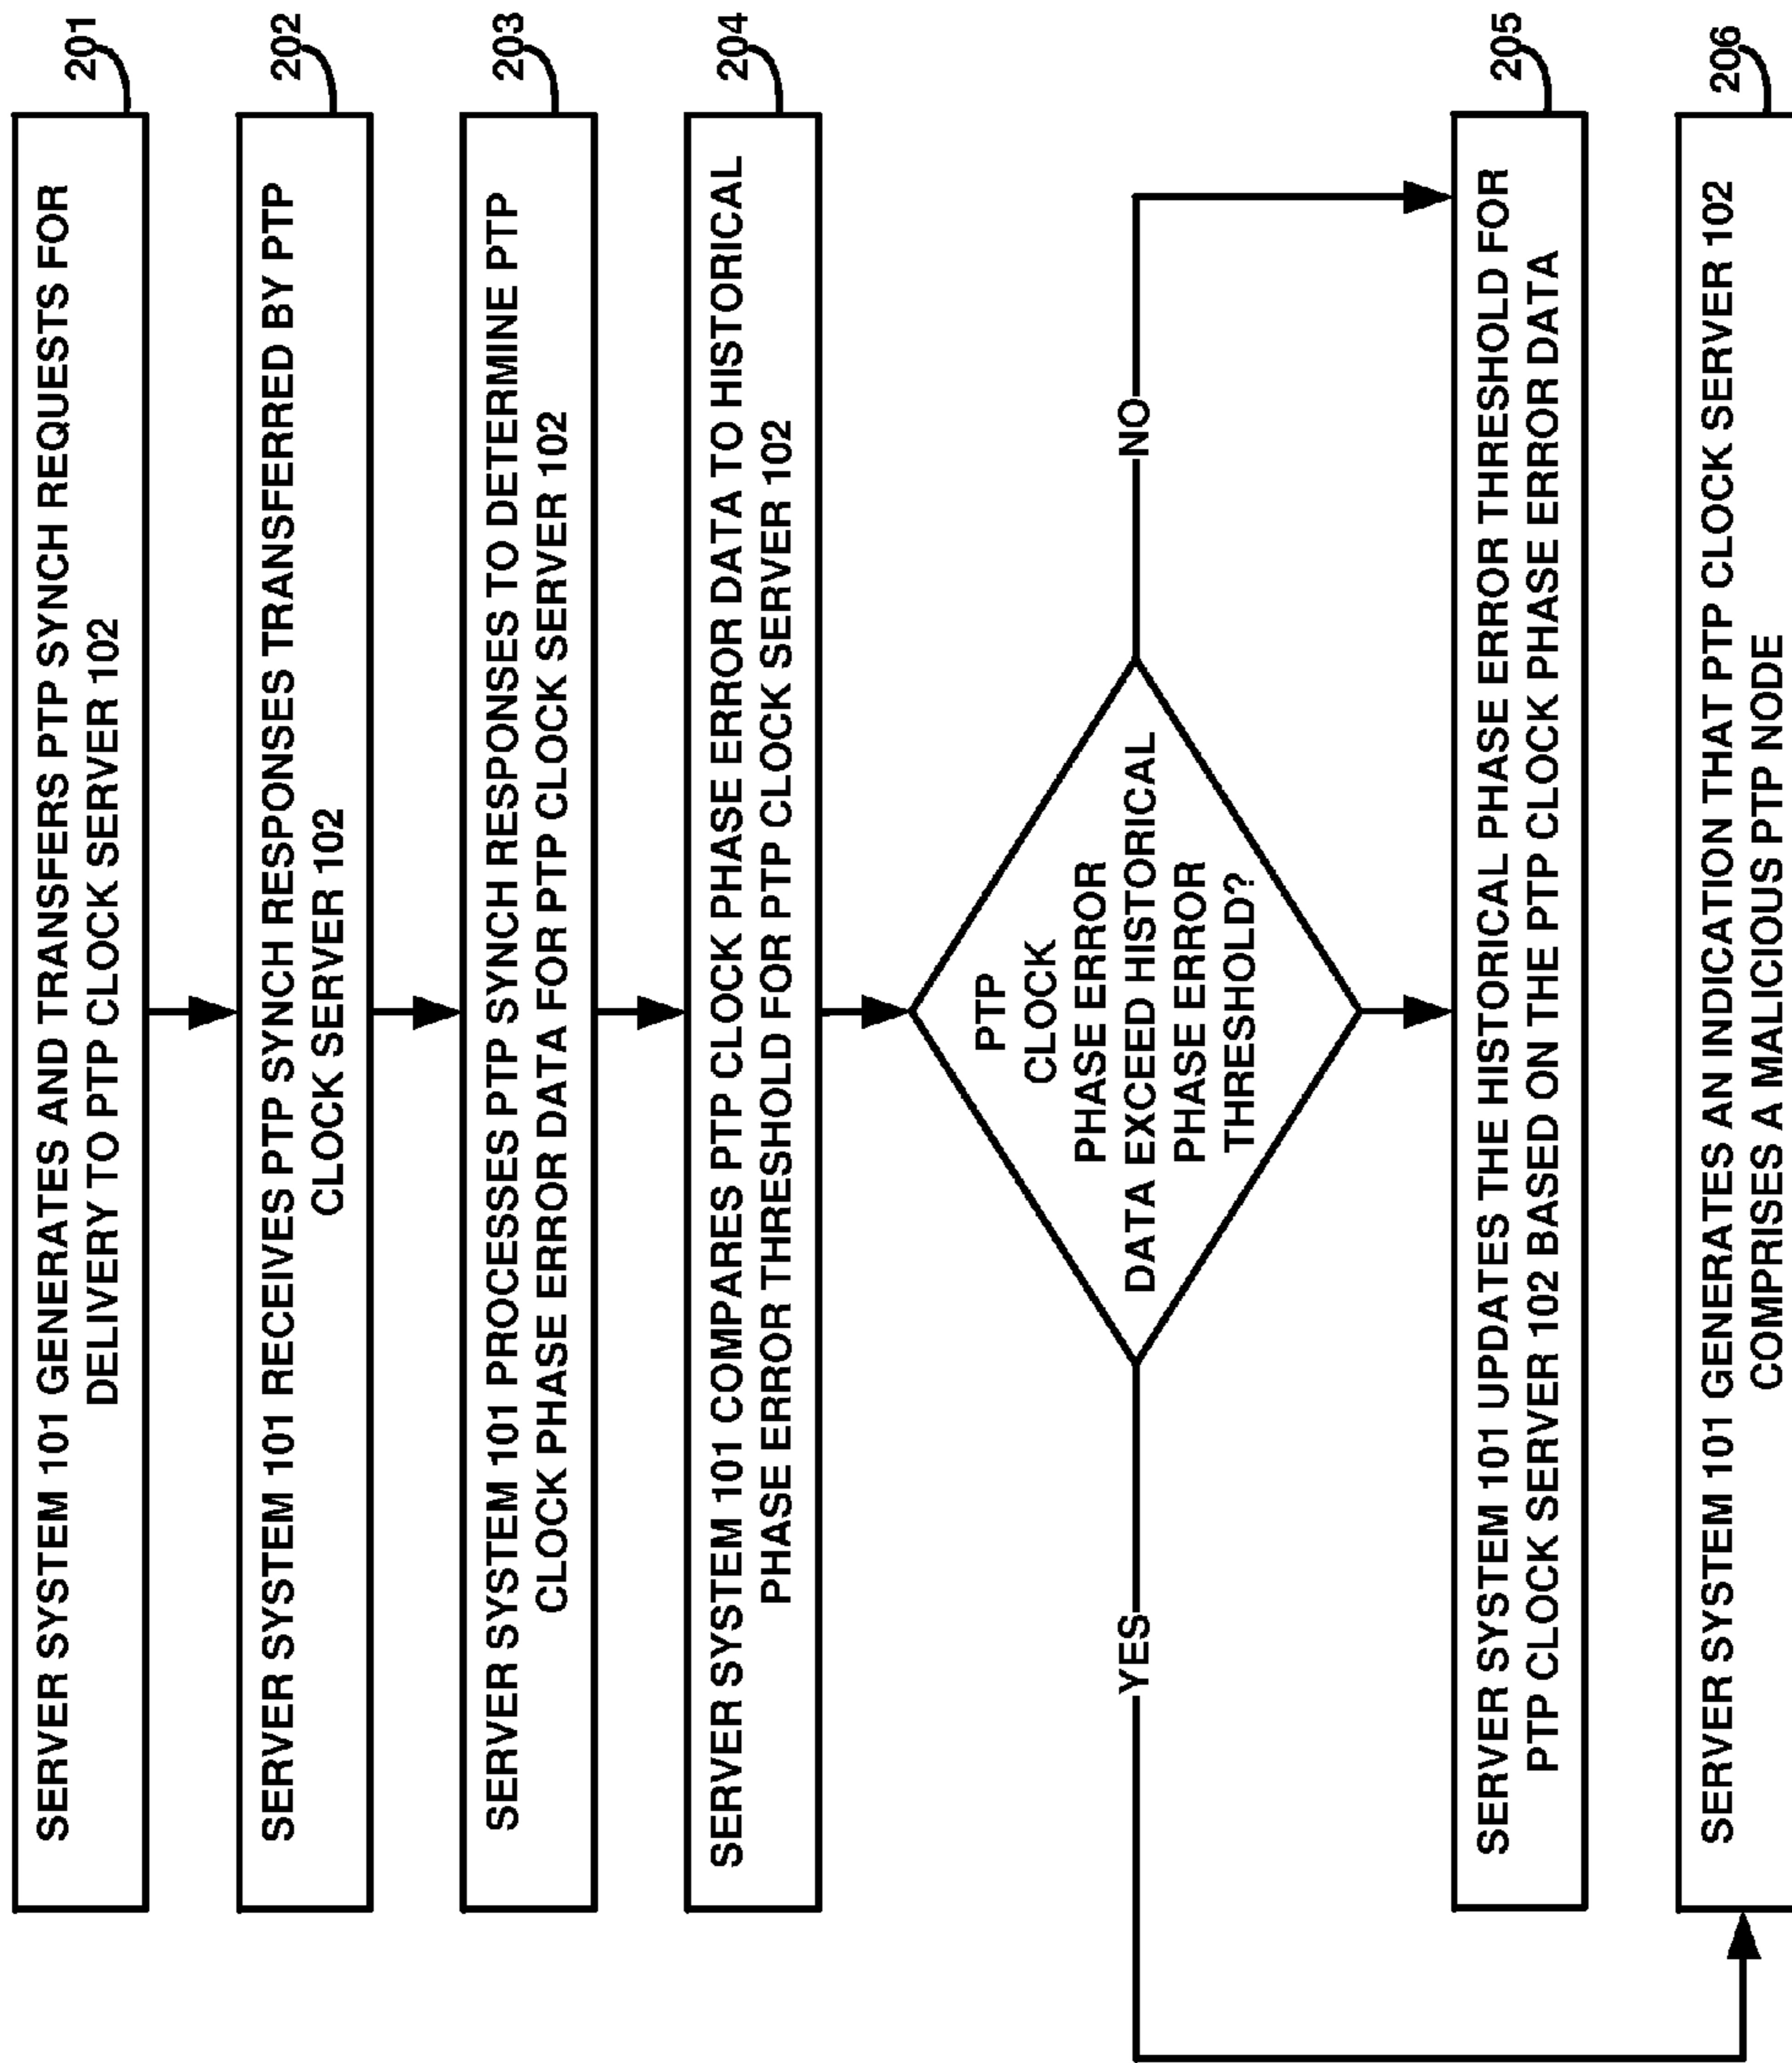 SERVER SYSTEM 101 GENERATES AND TRANSFERS PTP SYNCH REQUESTS FOR
DELIVERY TO PTP CLOCK SERVER 102
201
SERVER SYSTEM 101 RECEIVES PTP SYNCH RESPONSES TRANSFERRED BY PTP
CLOCK SERVER 102
202
SERVER SYSTEM 101 PROCESSES PTP SYNCH RESPONSES TO DETERMINE PTP
CLOCK PHASE ERROR DATA FOR PTP CLOCK SERVER 102
203
SERVER SYSTEM 101 COMPARES PTP CLOCK PHASE ERROR DATA TO HISTORICAL
PHASE ERROR THRESHOLD FOR PTP CLOCK SERVER 102
204
PTP
CLOCK
PHASE ERROR
DATA EXCEED HISTORICAL
PHASE ERROR
THRESHOLD?
YES
NO
SERVER SYSTEM 101 UPDATES THE HISTORICAL PHASE ERROR THRESHOLD FOR
PTP CLOCK SERVER 102 BASED ON THE PTP CLOCK PHASE ERROR DATA
205
SERVER SYSTEM 101 GENERATES AN INDICATION THAT PTP CLOCK SERVER 102
COMPRISES A MALICIOUS PTP NODE
206